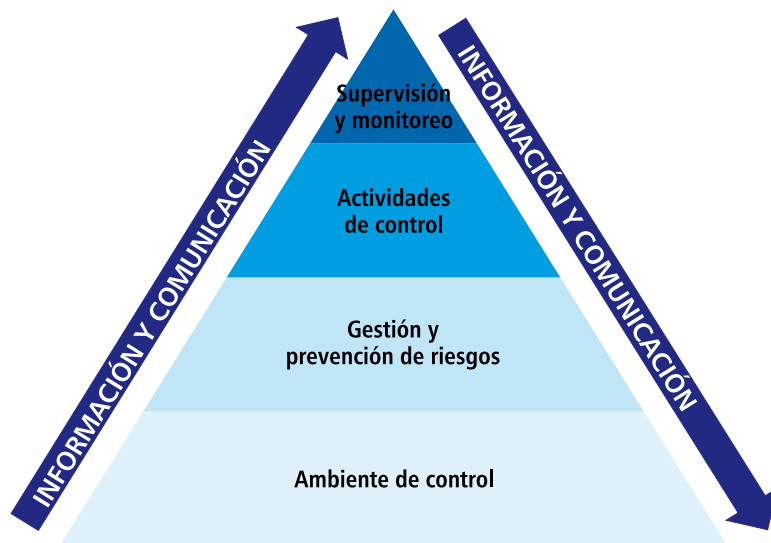 INFORMACIÓN Y COMUNICACIÓN
Supervisión
y monitoreo
Actividades
de control
Gestión y
prevención de riesgos
Ambiente de control
INFORMACIÓN Y COMUNICACIÓN